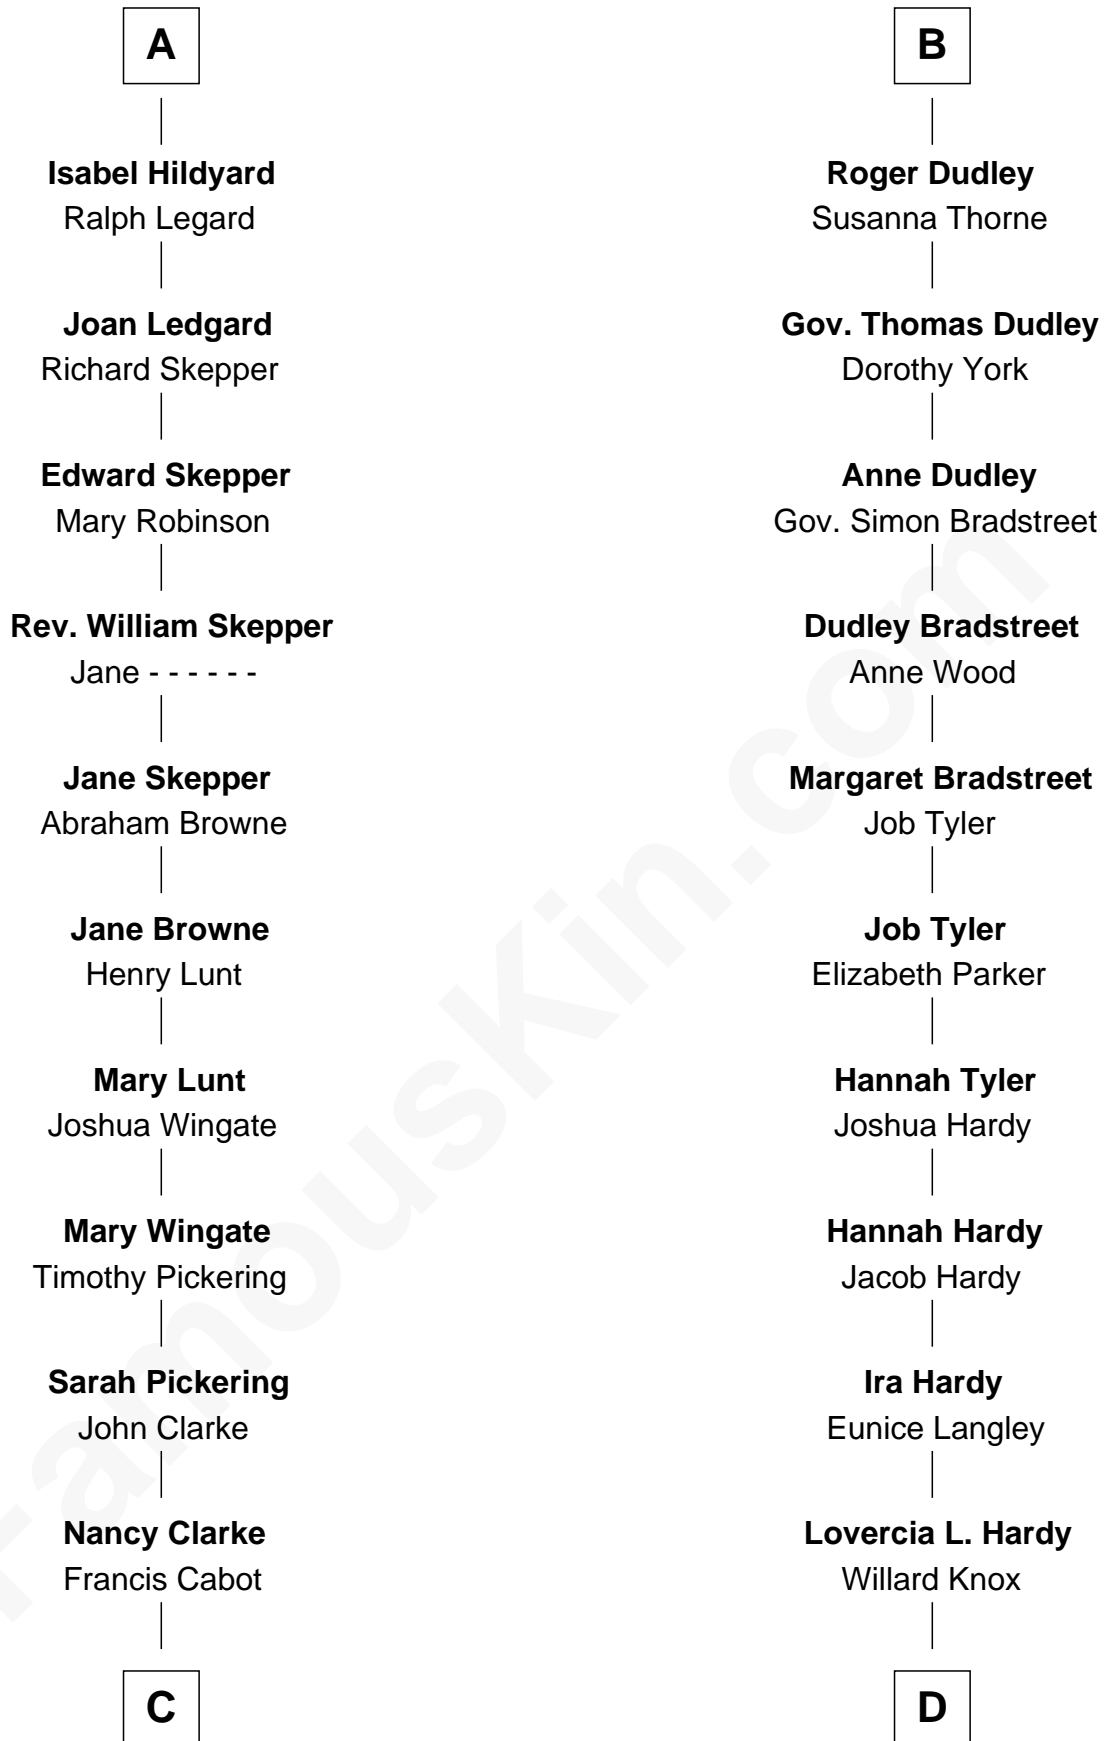 A
Isabel Hildyard
Ralph Legard
Joan Ledgard
Richard Skepper
Edward Skepper
Mary Robinson
Rev. William Skepper
Jane - - - - - -
Jane Skepper
Abraham Browne
Jane Browne
Henry Lunt
Mary Lunt
Joshua Wingate
Mary Wingate
Timothy Pickering
Sarah Pickering
John Clarke
Nancy Clarke
Francis Cabot
C
B
Roger Dudley
Susanna Thorne
Gov. Thomas Dudley
Dorothy York
Anne Dudley
Gov. Simon Bradstreet
Dudley Bradstreet
Anne Wood
Margaret Bradstreet
Job Tyler
Job Tyler
Elizabeth Parker
Hannah Tyler
Joshua Hardy
Hannah Hardy
Jacob Hardy
Ira Hardy
Eunice Langley
Lovercia L. Hardy
Willard Knox
D
FamousKin.com